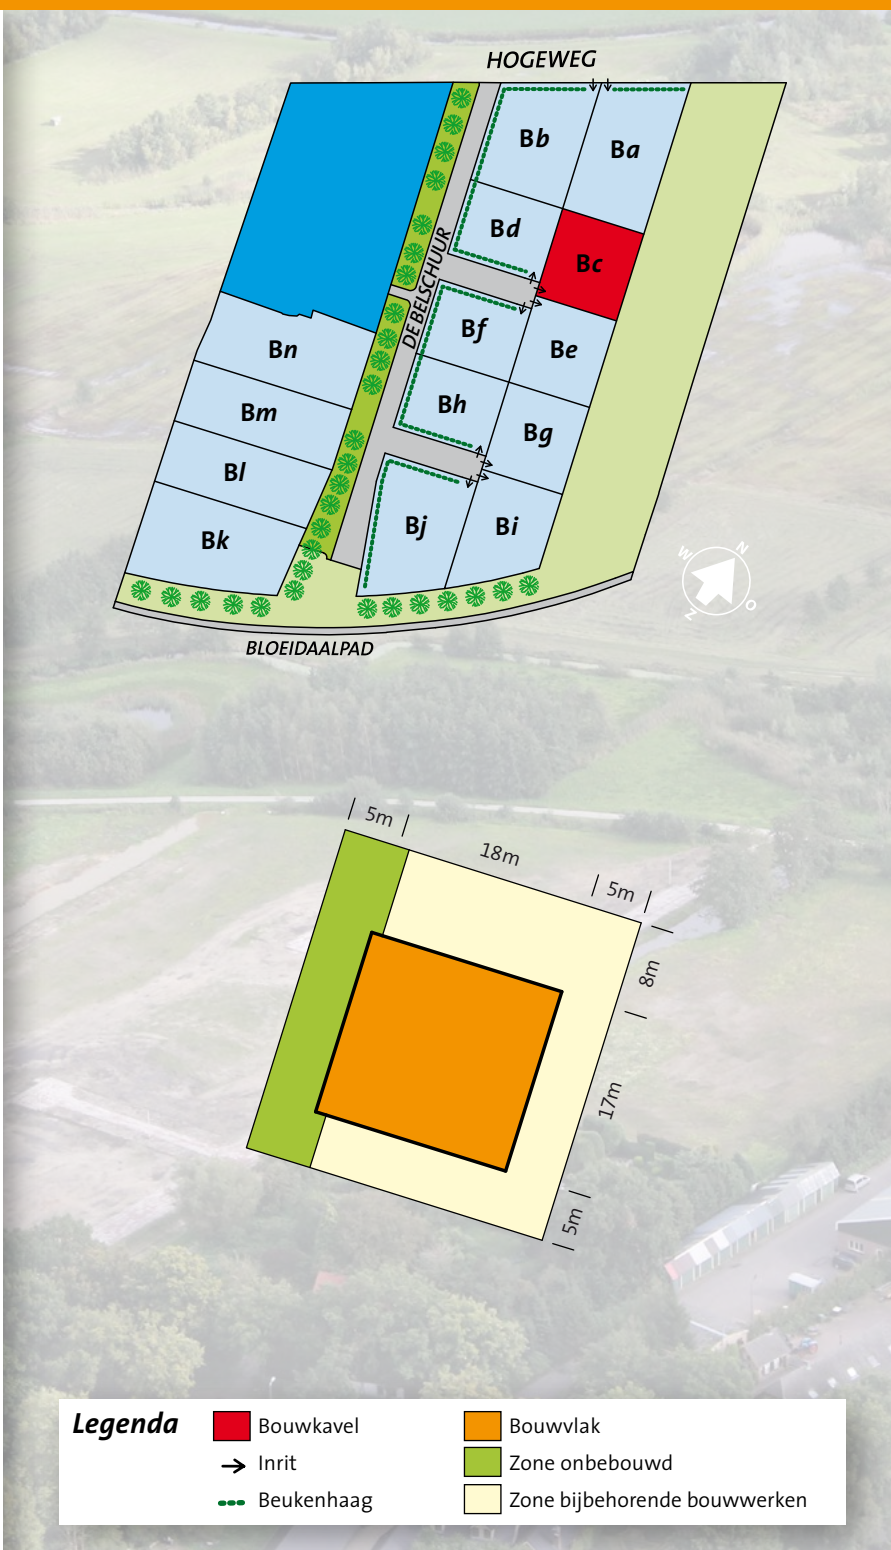 HOGEWEG
Bb
Ba
Bd
Bc
DE BELSCHUUR
Bf
Bn
Be
Bh
Bm
Bg
Bl
Bj
Bi
Bk
W
N
O
Z
BLOEIDAALPAD
5m
18m
5m
8m
17m
5m
Legenda
Bouwkavel
Bouwvlak
Inrit
Zone onbebouwd
Beukenhaag
Zone bijbehorende bouwwerken